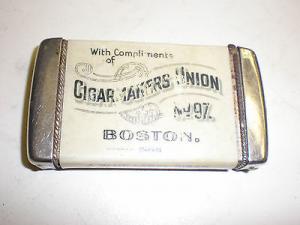 With Compliments
of
CIGAR MAKERS UNION
No 97.
BOSTON.